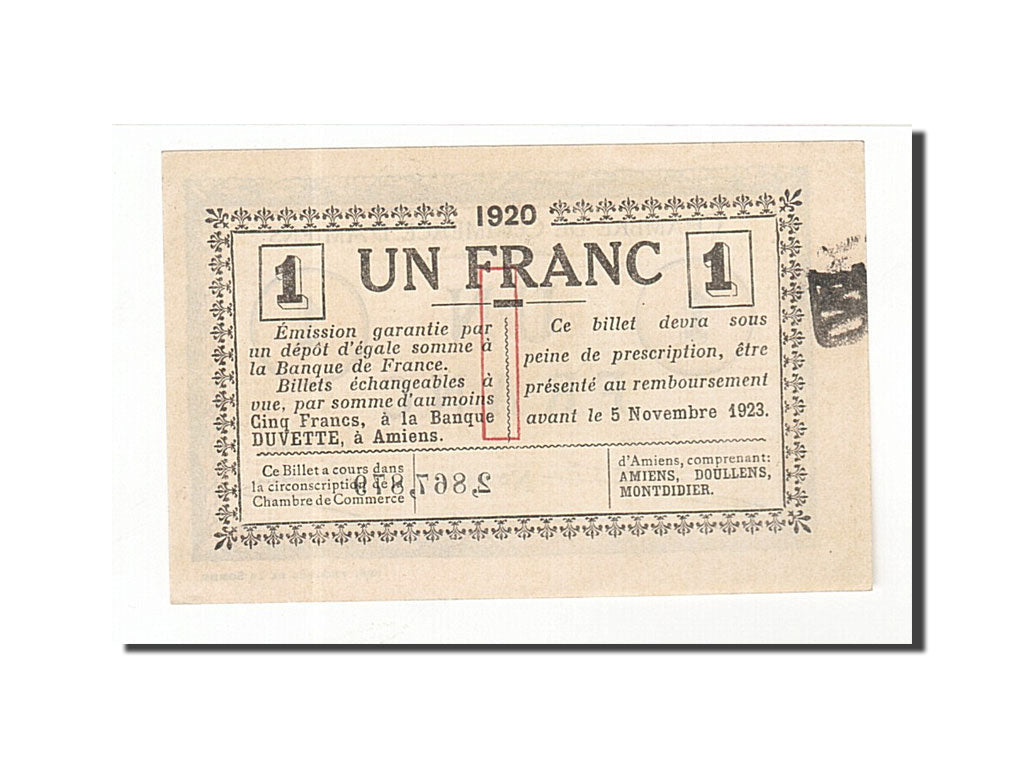 1920
1 UN FRANC 1
Émission garantie par
un dépôt d'égale somme à
la Banque de France.
Billets échangeables à
vue, par somme d'au moins
Cinq Francs, à la Banque
DUVETTE, à Amiens.
Ce billet devra sous
peine de prescription, être
présenté au remboursement
avant le 5 Novembre 1923.
Ce Billet a cours dans
la circonscription de la
Chambre de Commerce
2,867,879
d'Amiens, comprenant:
AMIENS, DOULLENS,
MONTDIDIER.